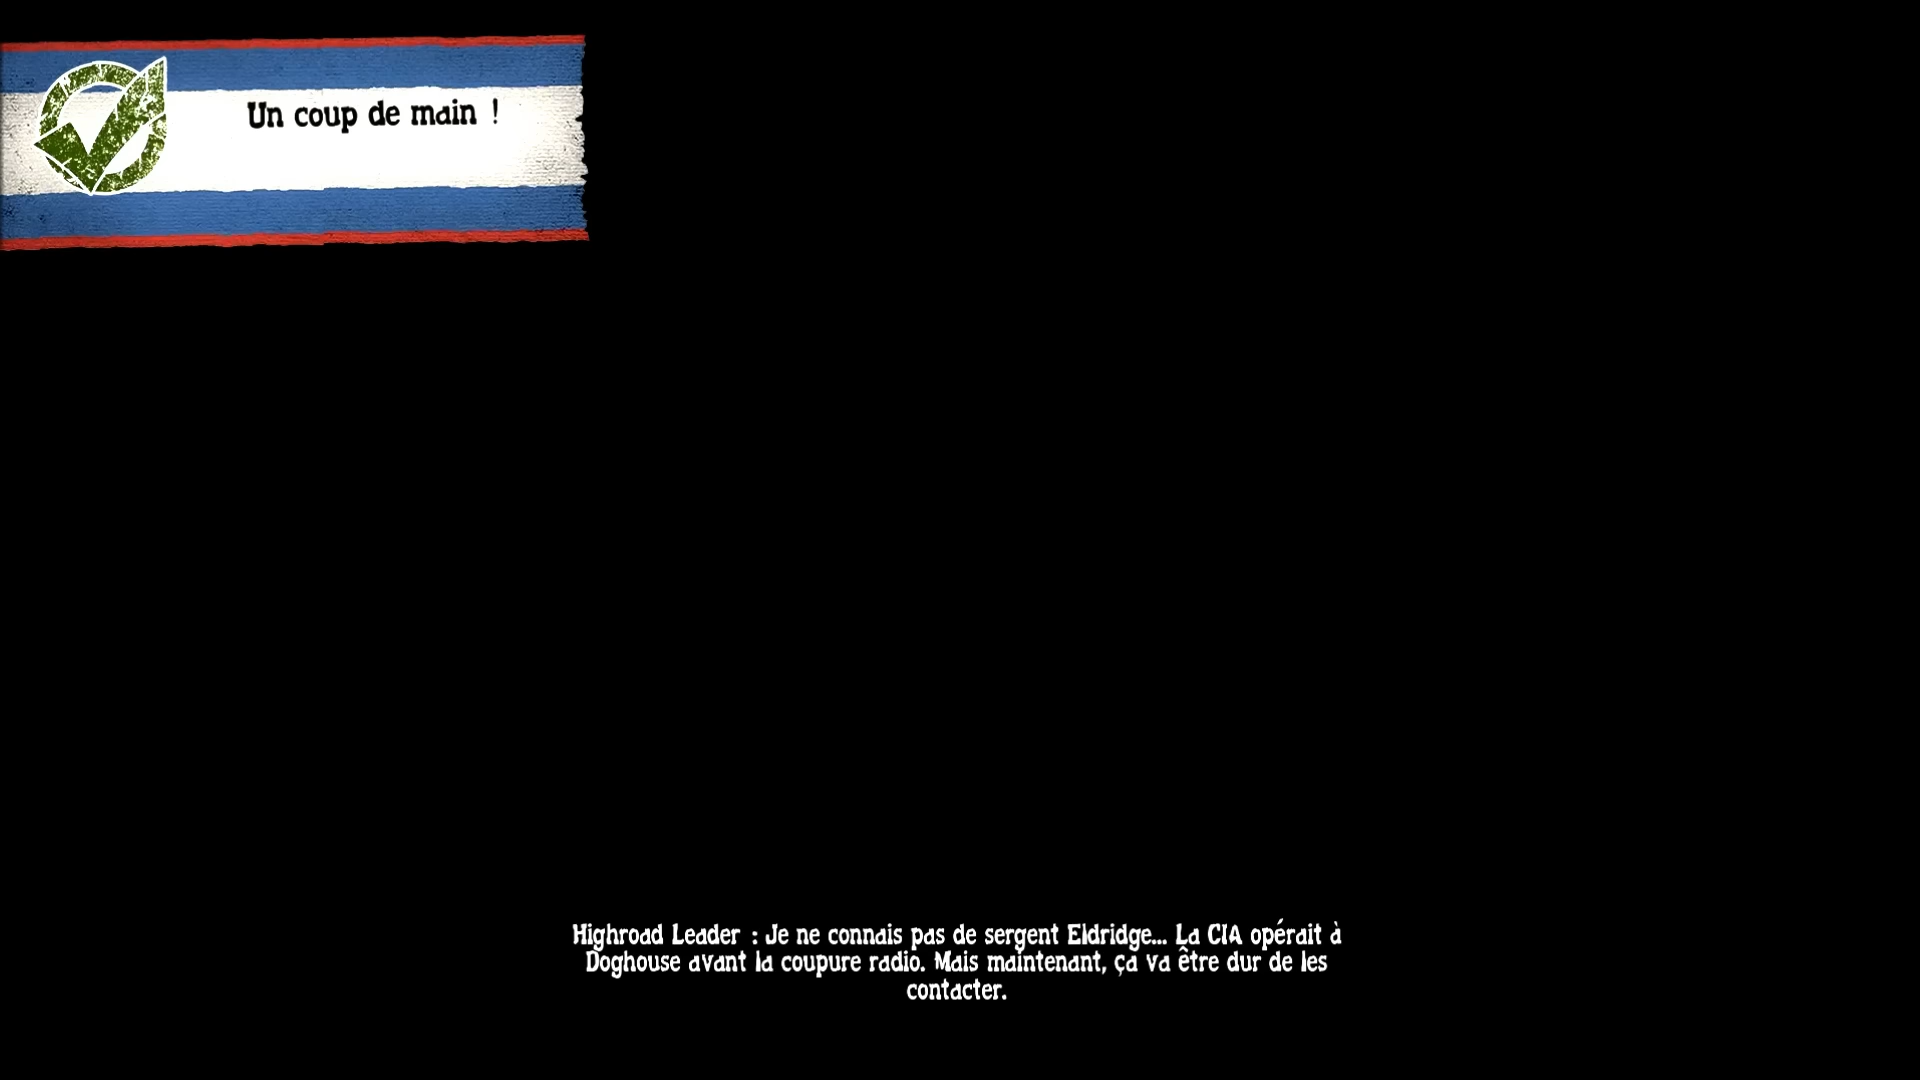 Un coup de main !
Highroad Leader : Je ne connais pas de sergent Eldridge... La CIA opérait à
Doghouse avant la coupure radio. Mais maintenant, ça va être dur de les
contacter.